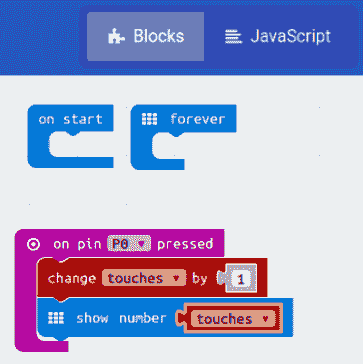 Blocks JavaScript
on start forever
on pin P0 pressed
change touches by 1
show number touches